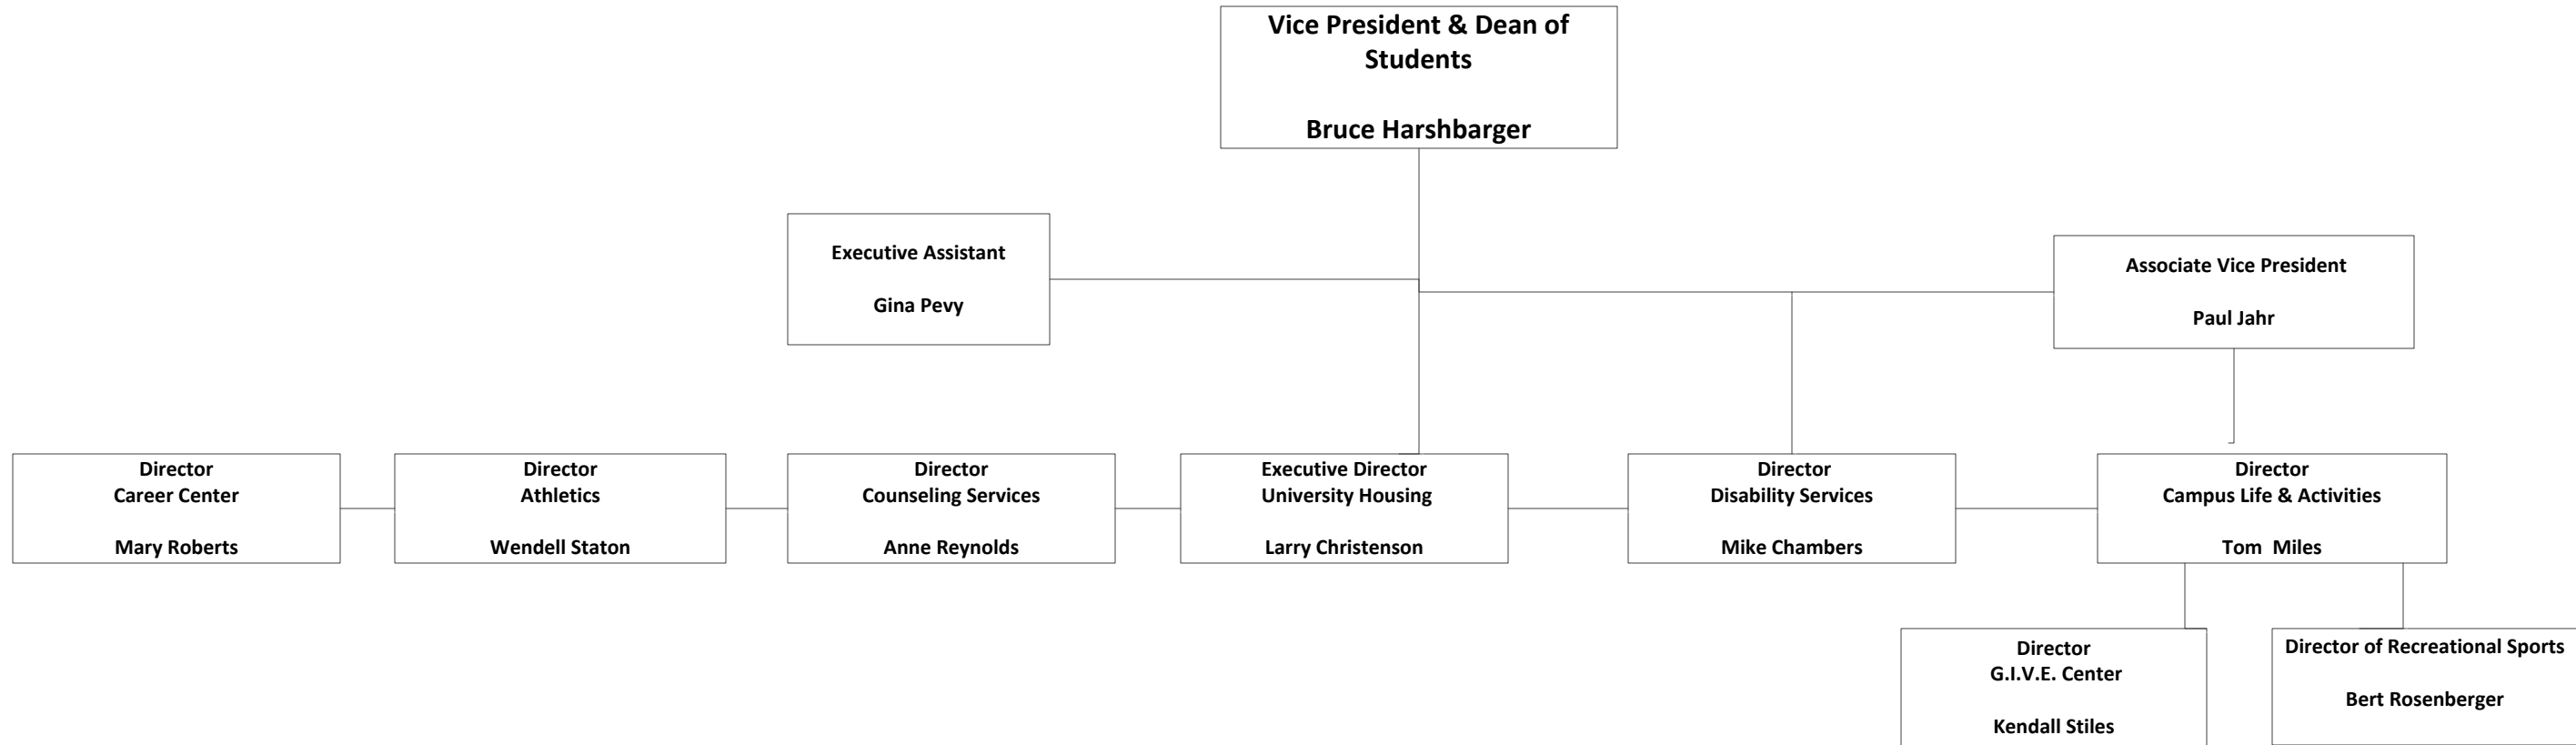 Vice President & Dean of
Students
Bruce Harshbarger
Executive Assistant
Gina Pevy
Associate Vice President
Paul Jahr
Director
Career Center
Mary Roberts
Director
Athletics
Wendell Staton
Director
Counseling Services
Anne Reynolds
Executive Director
University Housing
Larry Christenson
Director
Disability Services
Mike Chambers
Director
Campus Life & Activities
Tom  Miles
Director
G.I.V.E. Center
Kendall Stiles
Director of Recreational Sports
Bert Rosenberger